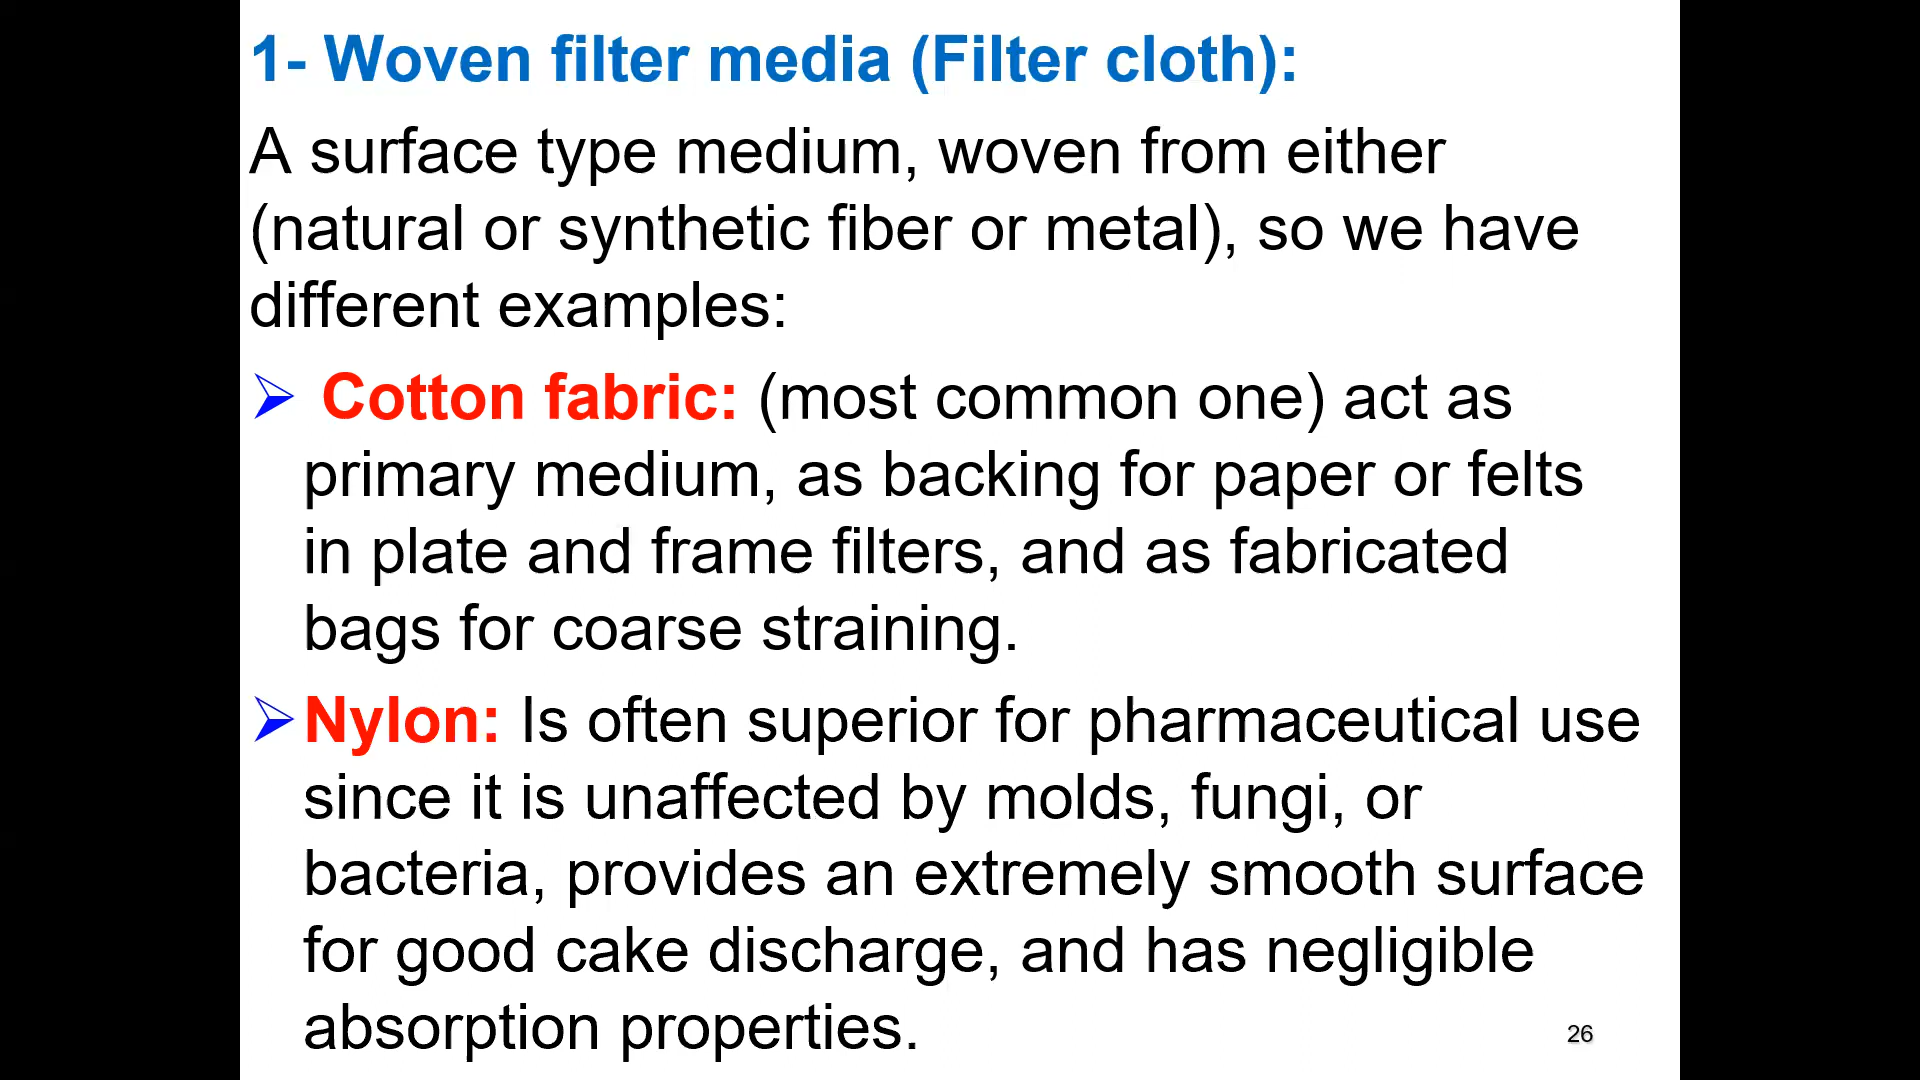 1- Woven filter media (Filter cloth):
A surface type medium, woven from either
(natural or synthetic fiber or metal), so we have
different examples:
➢ Cotton fabric: (most common one) act as
primary medium, as backing for paper or felts
in plate and frame filters, and as fabricated
bags for coarse straining.
➢ Nylon: Is often superior for pharmaceutical use
since it is unaffected by molds, fungi, or
bacteria, provides an extremely smooth surface
for good cake discharge, and has negligible
absorption properties.
26